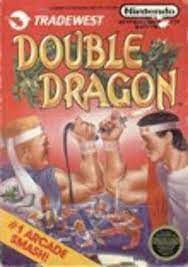 TRADEWEST
Nintendo
DOUBLE
DRAGON
#1 ARCADE
SMASH!